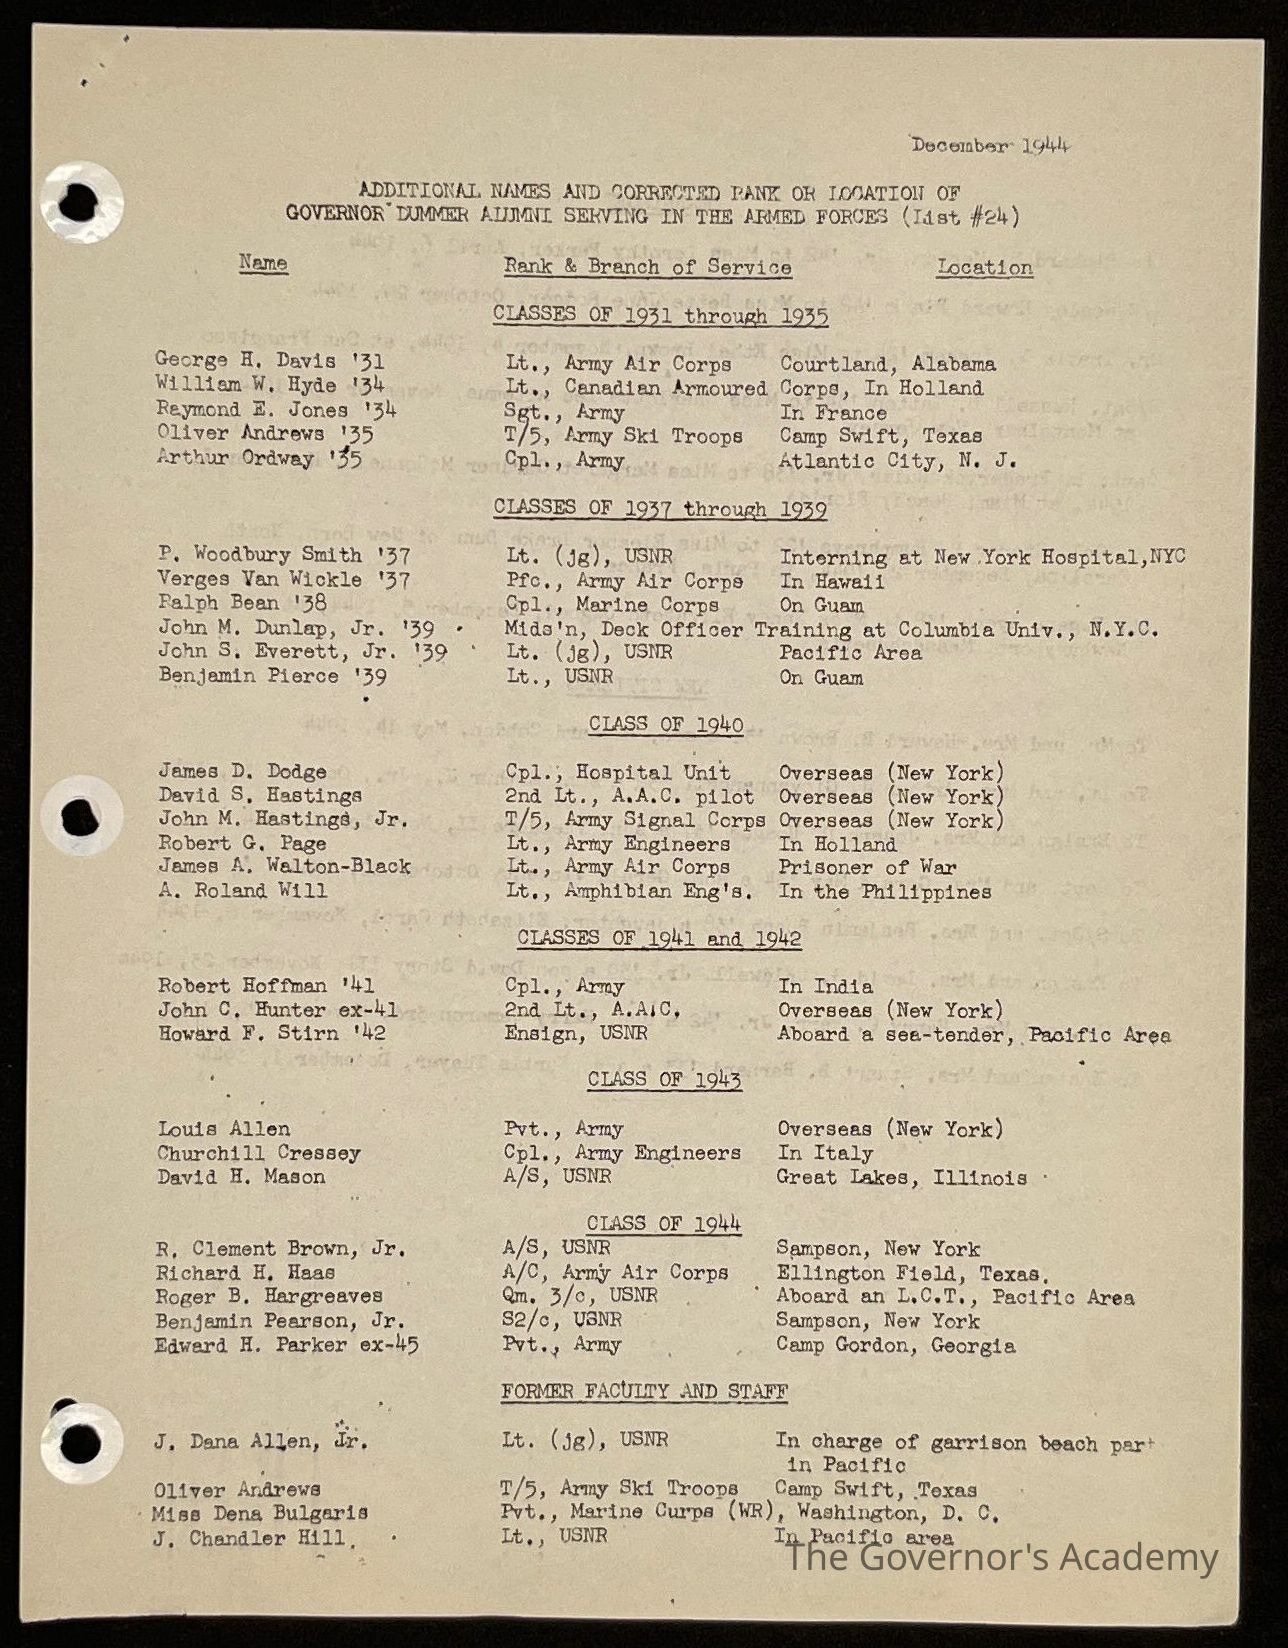 December 1944
ADDITIONAL NAMES AND CORRECTED RANK OR LOCATION OF
GOVERNOR DUMMER ALUMNI SERVING IN THE ARMED FORCES (List #24)
Name Rank & Branch of Service Location
CLASSES OF 1931 through 1935
George H. Davis '31 Lt., Army Air Corps Courtland, Alabama
William W. Hyde '34 Lt., Canadian Armoured Corps, In Holland
Raymond E. Jones '34 Sgt., Army In France
Oliver Andrews '35 T/5, Army Ski Troops Camp Swift, Texas
Arthur Ordway '35 Cpl., Army Atlantic City, N. J.
CLASSES OF 1937 through 1939
P. Woodbury Smith '37 Lt. (jg), USNR Interning at New York Hospital,NYC
Verges Van Wickle '37 Pfc., Army Air Corps In Hawaii
Ralph Bean '38 Cpl., Marine Corps On Guam
John M. Dunlap, Jr. '39 Mids'n, Deck Officer Training at Columbia Univ., N.Y.C.
John S. Everett, Jr. '39 Lt. (jg), USNR Pacific Area
Benjamin Pierce '39 Lt., USNR On Guam
CLASS OF 1940
James D. Dodge Cpl., Hospital Unit Overseas (New York)
David S. Hastings 2nd Lt., A.A.C. pilot Overseas (New York)
John M. Hastings, Jr. T/5, Army Signal Corps Overseas (New York)
Robert G. Page Lt., Army Engineers In Holland
James A. Walton-Black Lt., Army Air Corps Prisoner of War
A. Roland Will Lt., Amphibian Eng's. In the Philippines
CLASSES OF 1941 and 1942
Robert Hoffman '41 Cpl., Army In India
John C. Hunter ex-41 2nd Lt., A.A.C. Overseas (New York)
Howard F. Stirn '42 Ensign, USNR Aboard a sea-tender, Pacific Area
CLASS OF 1943
Louis Allen Pvt., Army Overseas (New York)
Churchill Cressey Cpl., Army Engineers In Italy
David H. Mason A/S, USNR Great Lakes, Illinois
CLASS OF 1944
R. Clement Brown, Jr. A/S, USNR Sampson, New York
Richard H. Haas A/C, Army Air Corps Ellington Field, Texas.
Roger B. Hargreaves Qm. 3/c, USNR Aboard an L.C.T., Pacific Area
Benjamin Pearson, Jr. S2/c, USNR Sampson, New York
Edward H. Parker ex-45 Pvt., Army Camp Gordon, Georgia
FORMER FACULTY AND STAFF
J. Dana Allen, Jr. Lt. (jg), USNR In charge of garrison beach part
in Pacific
Oliver Andrews T/5, Army Ski Troops Camp Swift, Texas
Miss Dena Bulgaris Pvt., Marine Curps (WR), Washington, D. C.
J. Chandler Hill Lt., USNR In Pacific area
The Governor's Academy